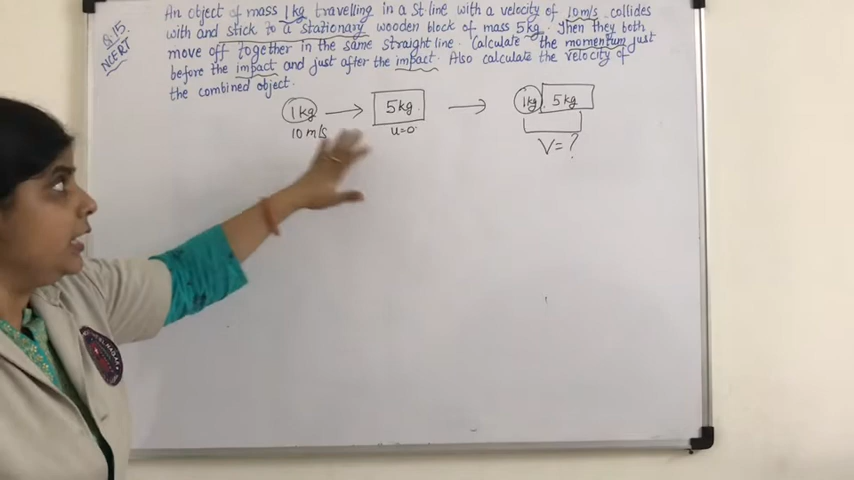 Q.15.
NCERT
An object of mass 1kg travelling in a St line with a velocity of 10m/s collides
with and stick to a stationary wooden block of mass 5kg. Then they both
move off together in the same straight line. Calculate the momentum just
before the impact and just after the impact. Also calculate the velocity of
the combined object.
1kg → 5kg. → 1kg 5kg
10m/s u=0 V=?